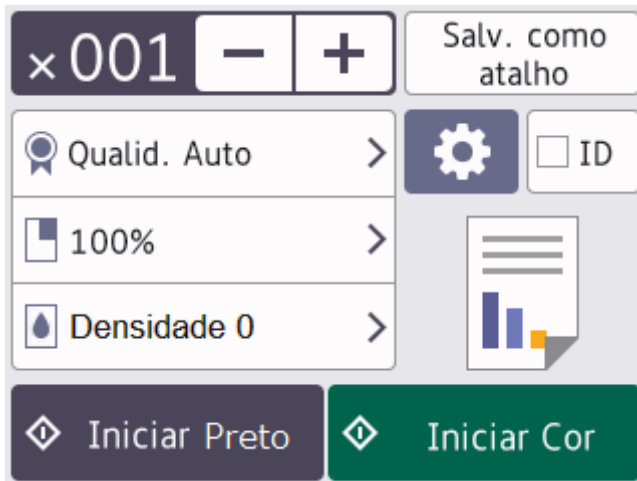 ×001 − +
Salv. como
atalho
Qualid. Auto
ID
100%
Densidade 0
Iniciar Preto
Iniciar Cor